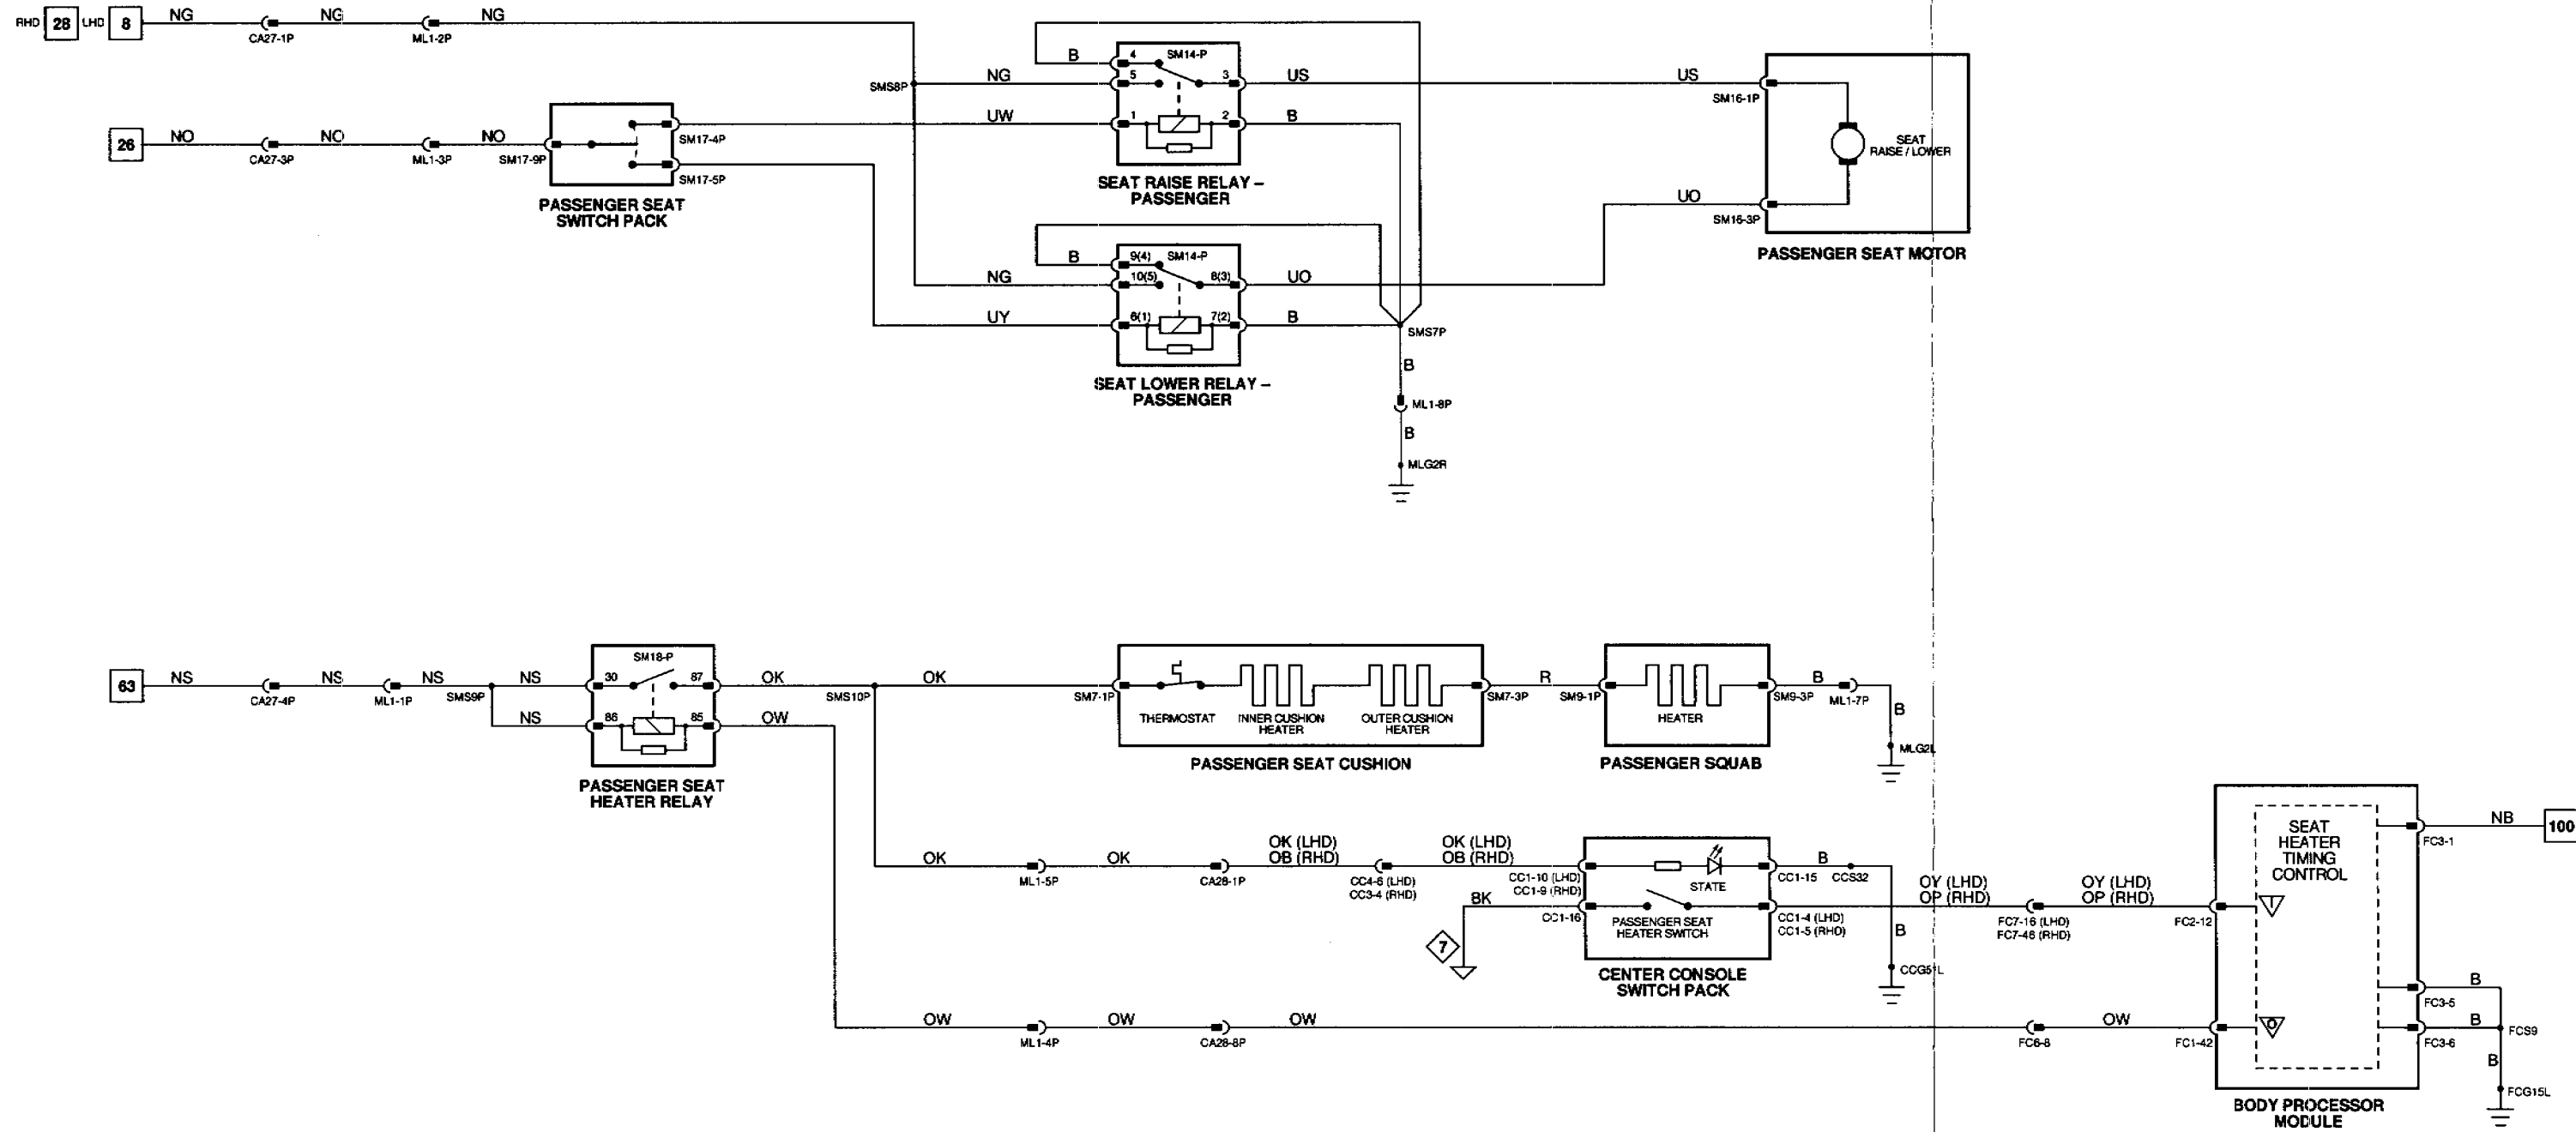 RHD 28 LHD 8 NG CA27-1P NG ML1-2P NG
SMS8P NG
B 4 SM14-P
5 3 US US SM16-1P
UW 1 2 B
SEAT RAISE RELAY –
PASSENGER
26 NO CA27-3P NO ML1-3P NO SM17-9P
SM17-4P
SM17-5P
PASSENGER SEAT
SWITCH PACK
SEAT
RAISE / LOWER
UO SM16-3P
PASSENGER SEAT MOTOR
B 9(4) SM14-P
NG 10(5) 8(3) UO
UY 6(1) 7(2) B
SMS7P
SEAT LOWER RELAY –
PASSENGER
B
ML1-8P
B
MLG2R
63 NS CA27-4P NS ML1-1P NS SMS9P NS
NS
SM18-P
30 87 OK
86 85 OW
PASSENGER SEAT
HEATER RELAY
SMS10P OK SM7-1P
THERMOSTAT
INNER CUSHION
HEATER
OUTER CUSHION
HEATER
PASSENGER SEAT CUSHION
SM7-3P R SM9-1P
HEATER
PASSENGER SQUAB
SM9-3P B ML1-7P
B
MLG2L
OK ML1-5P OK CA28-1P
OK (LHD)
OB (RHD)
CC4-6 (LHD)
CC3-4 (RHD)
OK (LHD)
OB (RHD)
CC1-10 (LHD)
CC1-9 (RHD)
STATE
CC1-15 B CCS32
BK CC1-16
7
PASSENGER SEAT
HEATER SWITCH
CC1-4 (LHD)
CC1-5 (RHD)
B
CCG51L
CENTER CONSOLE
SWITCH PACK
OY (LHD)
OP (RHD)
FC7-16 (LHD)
FC7-46 (RHD)
OY (LHD)
OP (RHD)
FC2-12
SEAT
HEATER
TIMING
CONTROL
I
FC3-1 NB 100
OW ML1-4P OW CA28-8P OW FC6-8 OW FC1-42
O
FC3-5 B
FC3-6 B FCS9
B
FCG15L
BODY PROCESSOR
MODULE